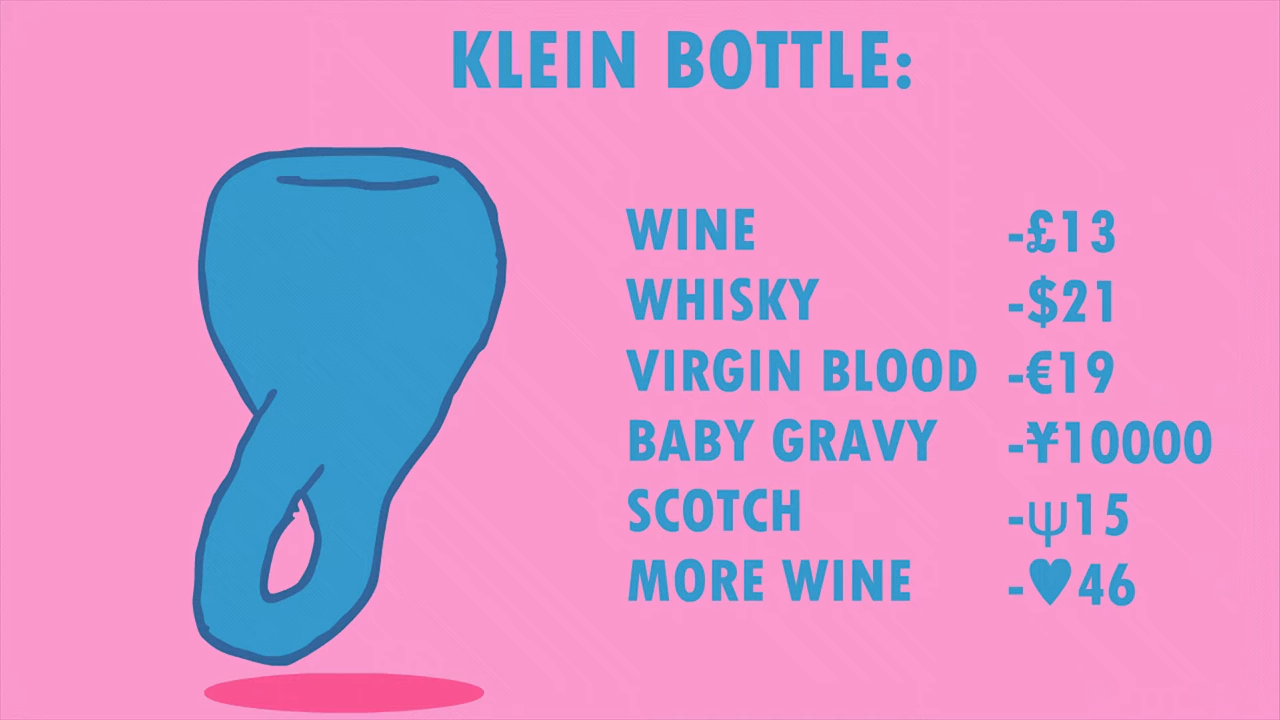 KLEIN BOTTLE:
WINE -£13
WHISKY -$21
VIRGIN BLOOD -€19
BABY GRAVY -¥10000
SCOTCH -ψ15
MORE WINE -♥46